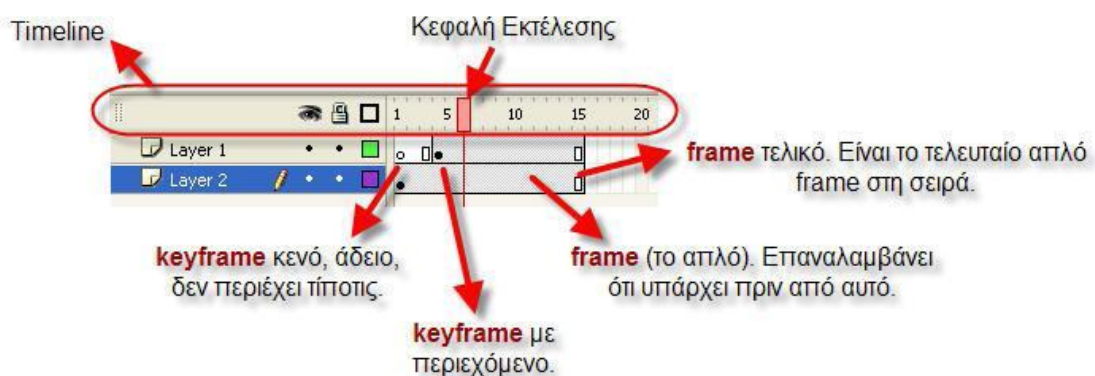 Timeline
Κεφαλή Εκτέλεσης
1 5 10 15 20
Layer 1
Layer 2
frame τελικό. Είναι το τελευταίο απλό
frame στη σειρά.
keyframe κενό, άδειο,
δεν περιέχει τίποτις.
frame (το απλό). Επαναλαμβάνει
ότι υπάρχει πριν από αυτό.
keyframe με
περιεχόμενο.